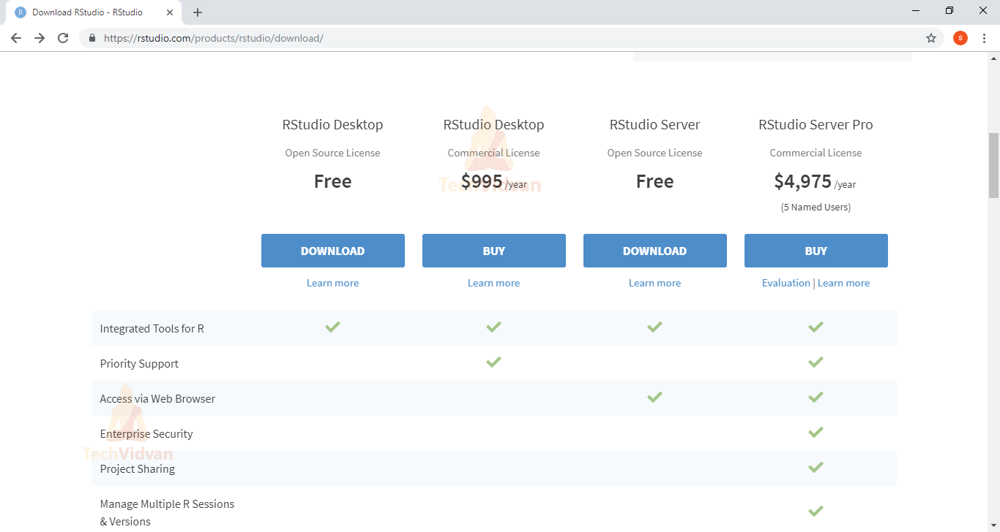 R Download RStudio - RStudio
https://rstudio.com/products/rstudio/download/
s
RStudio Desktop
Open Source License
Free
DOWNLOAD
Learn more
RStudio Desktop
Commercial License
$995 /year
BUY
Learn more
RStudio Server
Open Source License
Free
DOWNLOAD
Learn more
RStudio Server Pro
Commercial License
$4,975 /year
(5 Named Users)
BUY
Evaluation | Learn more
TechVidvan
Integrated Tools for R
Priority Support
Access via Web Browser
Enterprise Security
TechVidvan
Project Sharing
Manage Multiple R Sessions
& Versions